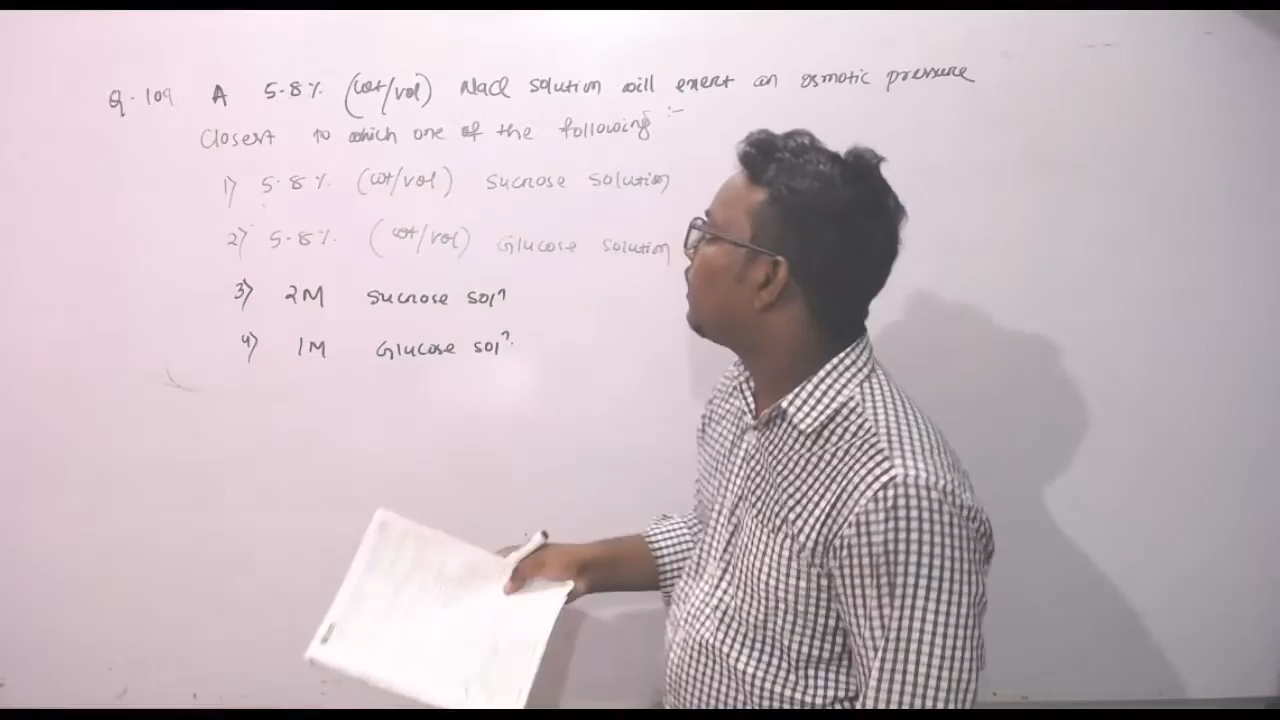 Q. 109 A 5.8%. (wt/vol) NaCl solution will exert an osmotic pressure
Closest to which one of the following :-
1) 5.8%. (wt/vol) Sucrose solution
2) 5.8%. (wt/vol) Glucose solution
3) 2M Sucrose solⁿ
4) 1M Glucose solⁿ.